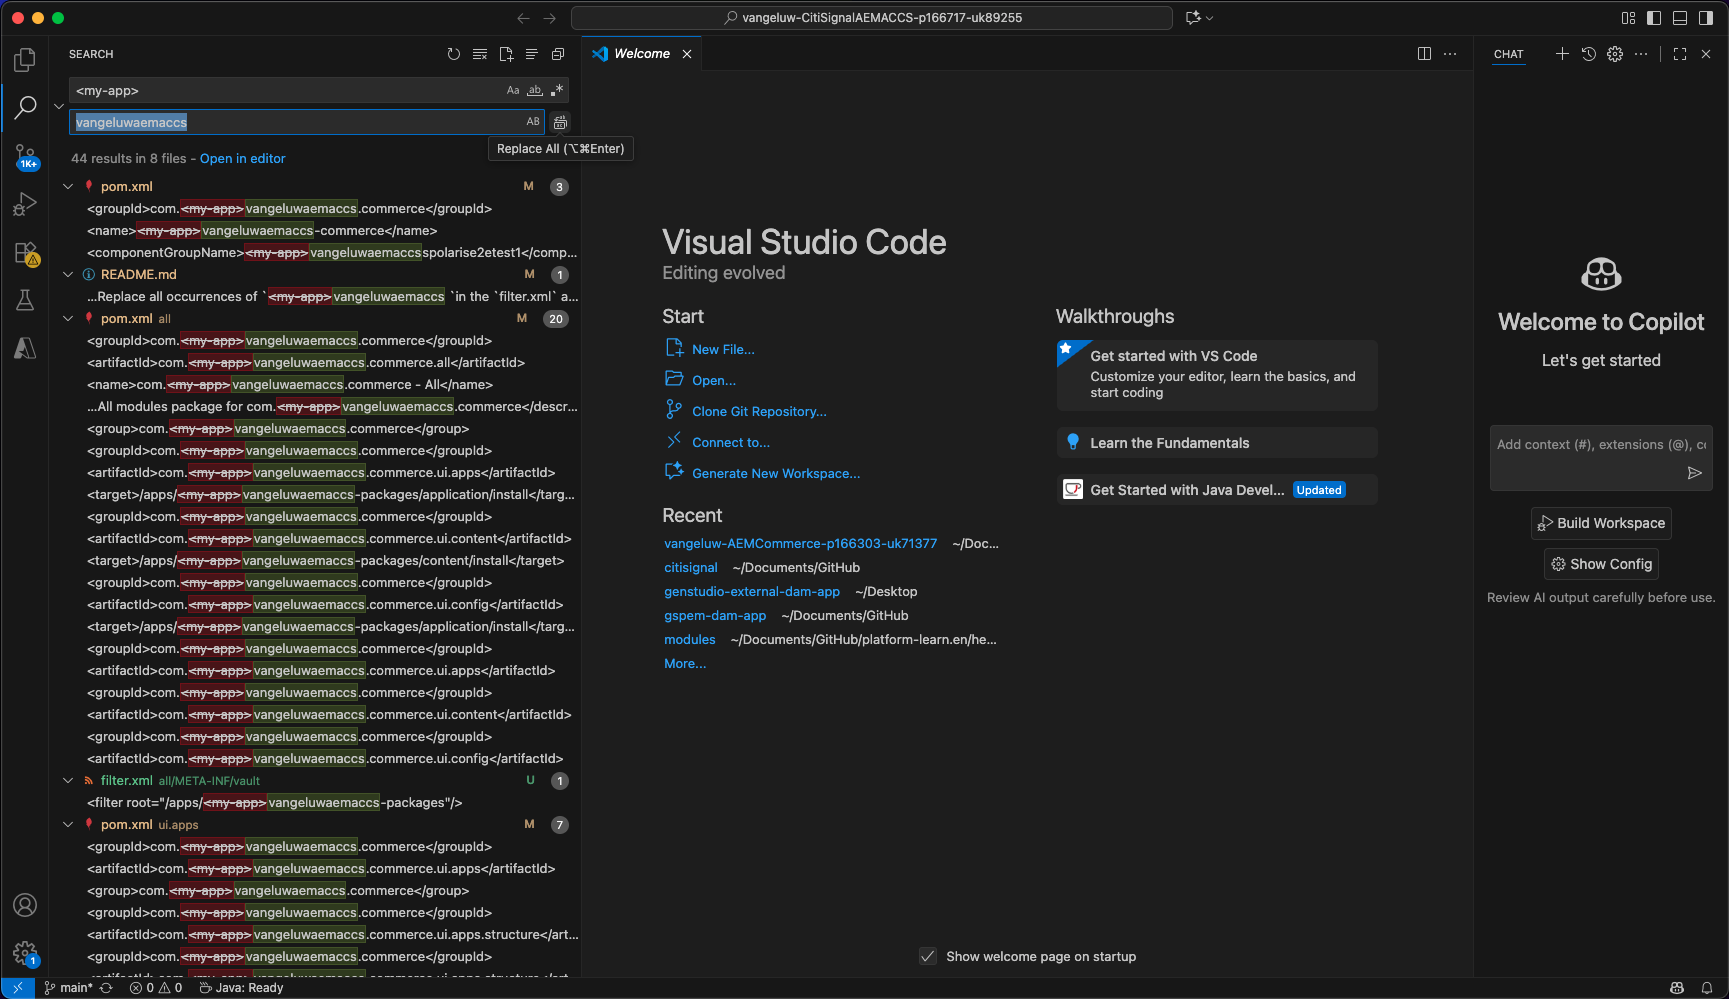 vangeluw-CitiSignalAEMACCS-p166717-uk89255
SEARCH
<my-app>
Aa
ab
vangeluwaemaccs
AB
Replace All (⌥⌘Enter)
44 results in 8 files - Open in editor
1K+
pom.xml M 3
<groupId>com.<my-app>vangeluwaemaccs.commerce</groupId>
<name><my-app>vangeluwaemaccs-commerce</name>
<componentGroupName><my-app>vangeluwaemaccsspolarise2etest1</comp...
README.md M 1
...Replace all occurrences of `<my-app>vangeluwaemaccs `in the `filter.xml` a...
pom.xml all M 20
<groupId>com.<my-app>vangeluwaemaccs.commerce</groupId>
<artifactId>com.<my-app>vangeluwaemaccs.commerce.all</artifactId>
<name>com.<my-app>vangeluwaemaccs.commerce - All</name>
...All modules package for com.<my-app>vangeluwaemaccs.commerce</descr...
<group>com.<my-app>vangeluwaemaccs.commerce</group>
<groupId>com.<my-app>vangeluwaemaccs.commerce</groupId>
<artifactId>com.<my-app>vangeluwaemaccs.commerce.ui.apps</artifactId>
<target>/apps/<my-app>vangeluwaemaccs-packages/application/install</targ...
<groupId>com.<my-app>vangeluwaemaccs.commerce</groupId>
<artifactId>com.<my-app>vangeluwaemaccs.commerce.ui.content</artifactId>
<target>/apps/<my-app>vangeluwaemaccs-packages/content/install</target>
<groupId>com.<my-app>vangeluwaemaccs.commerce</groupId>
<artifactId>com.<my-app>vangeluwaemaccs.commerce.ui.config</artifactId>
<target>/apps/<my-app>vangeluwaemaccs-packages/application/install</targ...
<groupId>com.<my-app>vangeluwaemaccs.commerce</groupId>
<artifactId>com.<my-app>vangeluwaemaccs.commerce.ui.apps</artifactId>
<groupId>com.<my-app>vangeluwaemaccs.commerce</groupId>
<artifactId>com.<my-app>vangeluwaemaccs.commerce.ui.content</artifactId>
<groupId>com.<my-app>vangeluwaemaccs.commerce</groupId>
<artifactId>com.<my-app>vangeluwaemaccs.commerce.ui.config</artifactId>
filter.xml all/META-INF/vault U 1
<filter root="/apps/<my-app>vangeluwaemaccs-packages"/>
pom.xml ui.apps M 7
<groupId>com.<my-app>vangeluwaemaccs.commerce</groupId>
<artifactId>com.<my-app>vangeluwaemaccs.commerce.ui.apps</artifactId>
<group>com.<my-app>vangeluwaemaccs.commerce</group>
<groupId>com.<my-app>vangeluwaemaccs.commerce</groupId>
<artifactId>com.<my-app>vangeluwaemaccs.commerce.ui.apps.structure</art...
<groupId>com.<my-app>vangeluwaemaccs.commerce</groupId>
1
main* 0 0 Java: Ready
Welcome
Visual Studio Code
Editing evolved
Start
New File...
Open...
Clone Git Repository...
Connect to...
Generate New Workspace...
Recent
vangeluw-AEMCommerce-p166303-uk71377 ~/Doc...
citisignal ~/Documents/GitHub
genstudio-external-dam-app ~/Desktop
gspem-dam-app ~/Documents/GitHub
modules ~/Documents/GitHub/platform-learn.en/he...
More...
Walkthroughs
Get started with VS Code
Customize your editor, learn the basics, and
start coding
Learn the Fundamentals
Get Started with Java Devel... Updated
Show welcome page on startup
CHAT
Welcome to Copilot
Let's get started
Add context (#), extensions (@), co
Build Workspace
Show Config
Review AI output carefully before use.